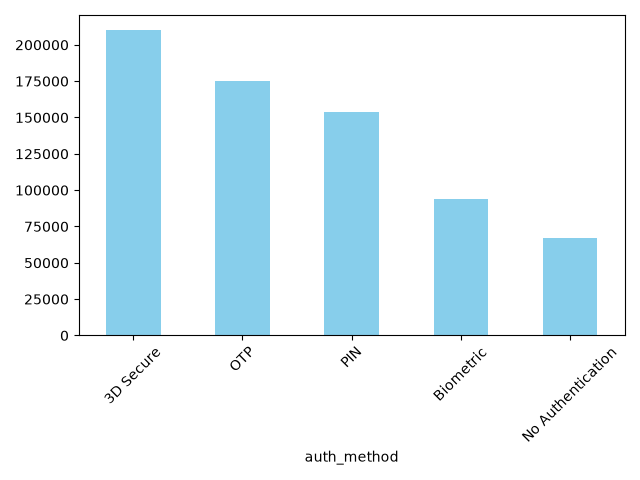 200000
175000
150000
125000
100000
75000
50000
25000
0
3D Secure
OTP
PIN
Biometric
No Authentication
auth_method